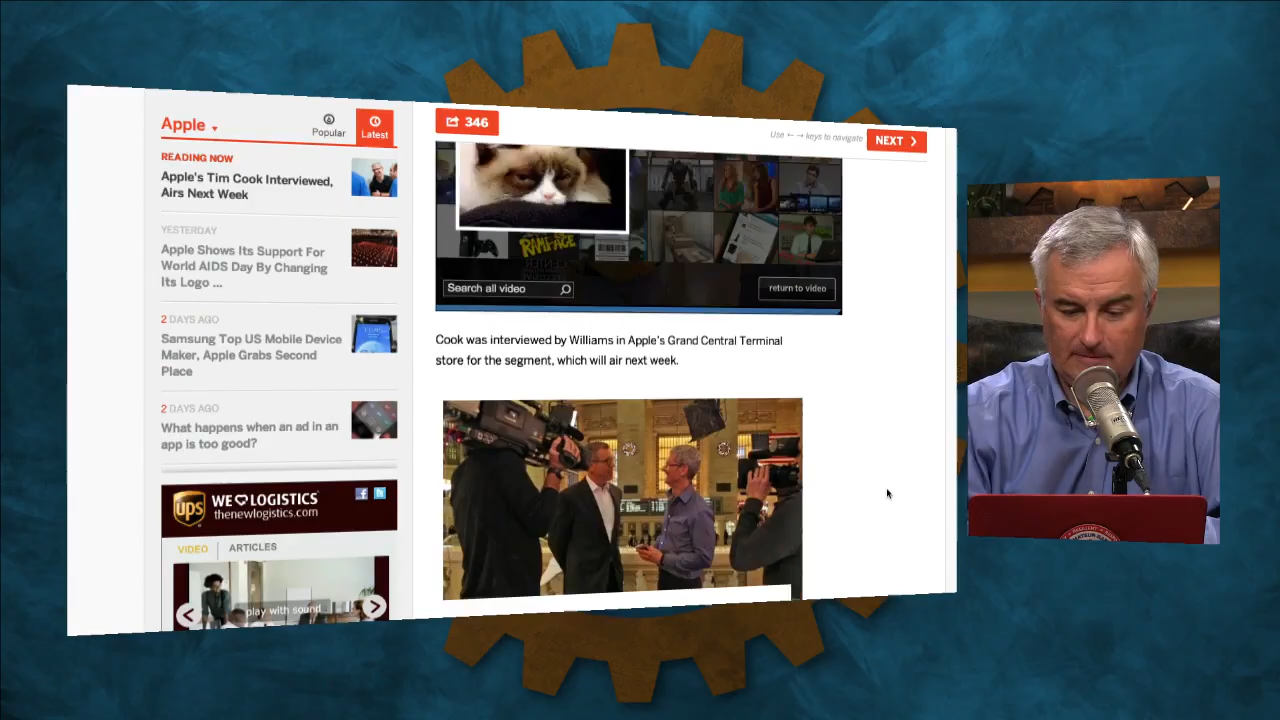 Apple
Popular
Latest
READING NOW
Apple's Tim Cook Interviewed,
Airs Next Week
YESTERDAY
Apple Shows Its Support For
World AIDS Day By Changing
Its Logo ...
2 DAYS AGO
Samsung Top US Mobile Device
Maker, Apple Grabs Second
Place
2 DAYS AGO
What happens when an ad in an
app is too good?
ups
WE LOGISTICS
thenewlogistics.com
VIDEO
ARTICLES
play with sound
346
Use ← → keys to navigate
NEXT
RAMPAGE
Search all video
return to video
Cook was interviewed by Williams in Apple's Grand Central Terminal
store for the segment, which will air next week.